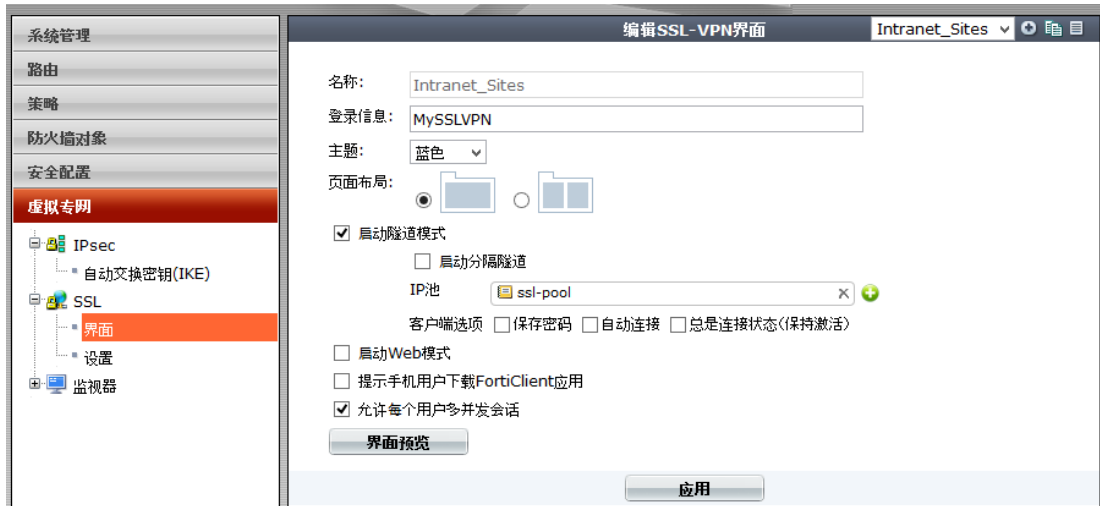 编辑SSL-VPN界面
Intranet_Sites
系统管理
路由
策略
防火墙对象
安全配置
虚拟专网
IPsec
自动交换密钥(IKE)
SSL
界面
设置
监视器
名称:
Intranet_Sites
登录信息:
MySSLVPN
主题:
蓝色
页面布局:
启动隧道模式
启动分隔隧道
IP池
ssl-pool
客户端选项 保存密码 自动连接 总是连接状态(保持激活)
启动Web模式
提示手机用户下载FortiClient应用
允许每个用户多并发会话
界面预览
应用